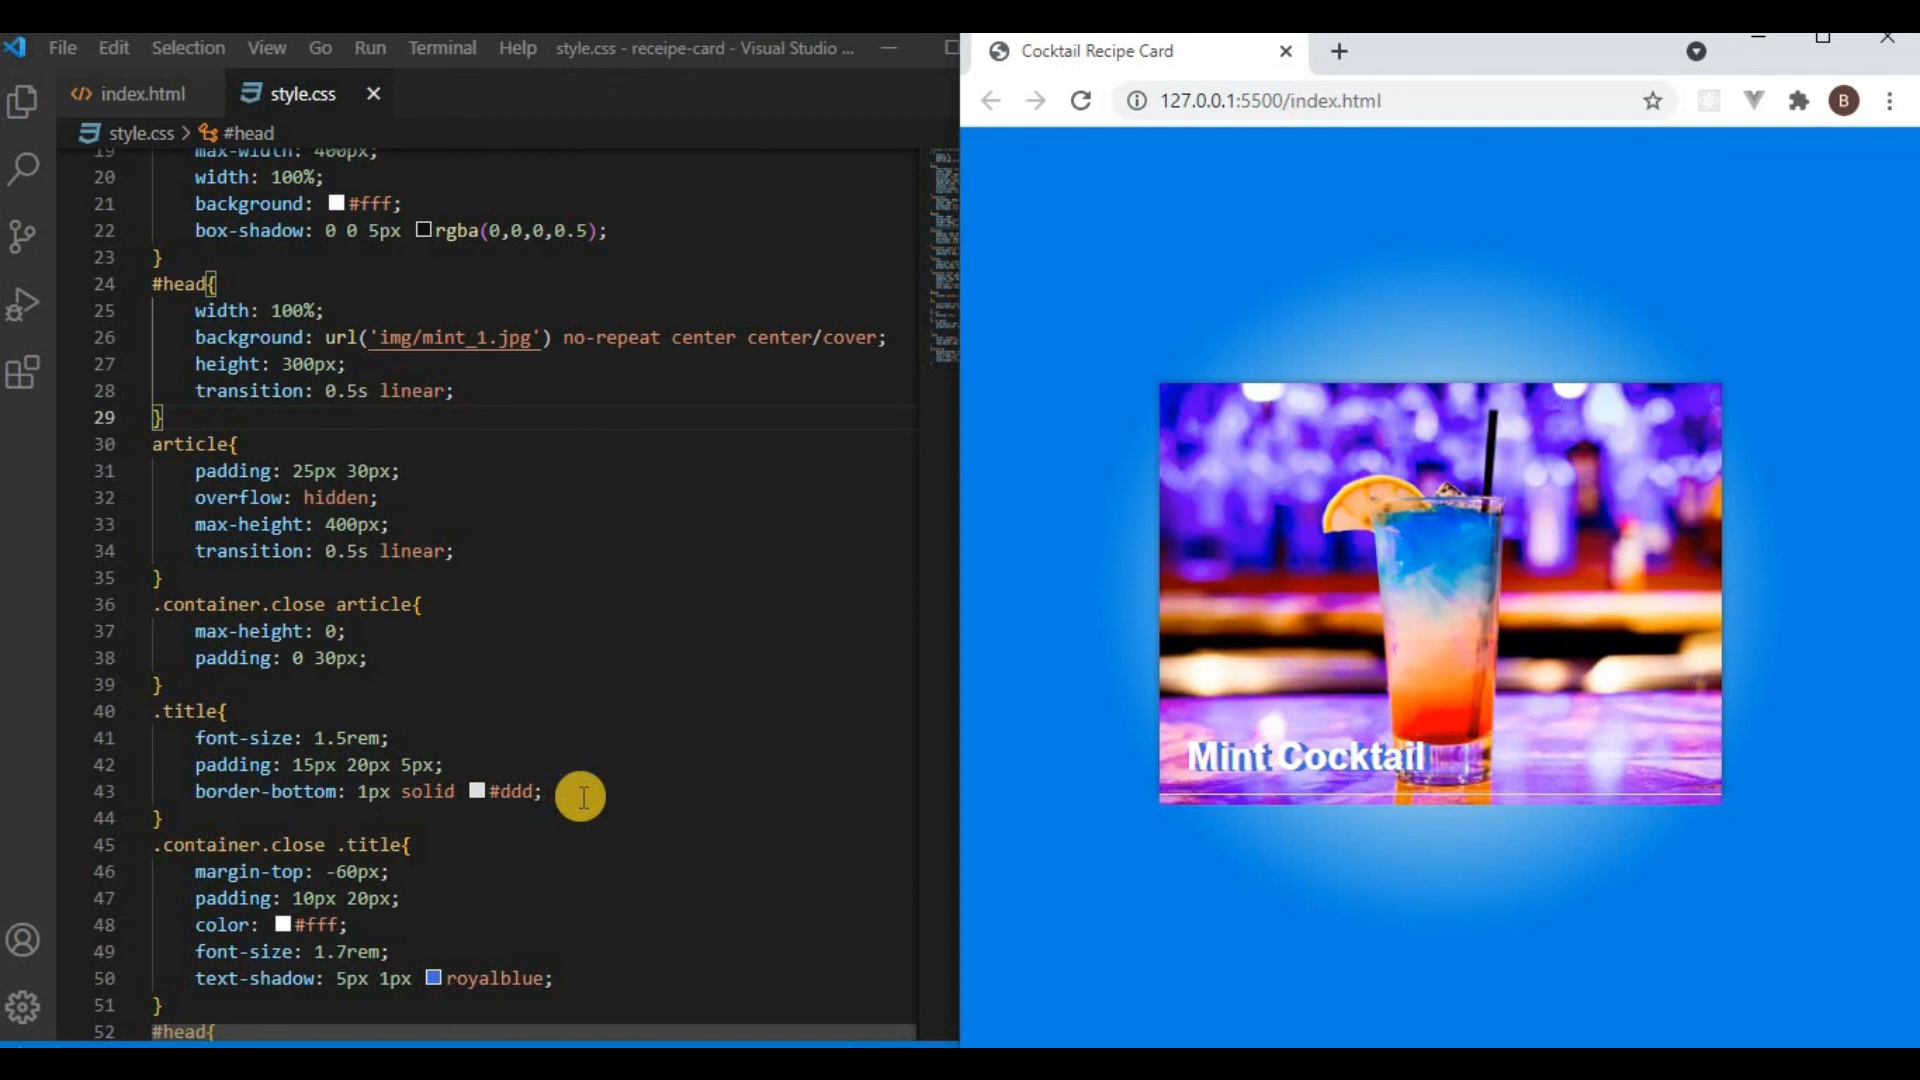 File Edit Selection View Go Run Terminal Help style.css - receipe-card - Visual Studio ...
index.html style.css
style.css > #head
19 max-width: 400px;
20 width: 100%;
21 background: #fff;
22 box-shadow: 0 0 5px rgba(0,0,0,0.5);
23 }
24 #head{
25 width: 100%;
26 background: url('img/mint_1.jpg') no-repeat center center/cover;
27 height: 300px;
28 transition: 0.5s linear;
29 }
30 article{
31 padding: 25px 30px;
32 overflow: hidden;
33 max-height: 400px;
34 transition: 0.5s linear;
35 }
36 .container.close article{
37 max-height: 0;
38 padding: 0 30px;
39 }
40 .title{
41 font-size: 1.5rem;
42 padding: 15px 20px 5px;
43 border-bottom: 1px solid #ddd;
44 }
45 .container.close .title{
46 margin-top: -60px;
47 padding: 10px 20px;
48 color: #fff;
49 font-size: 1.7rem;
50 text-shadow: 5px 1px royalblue;
51 }
52 #head{
Cocktail Recipe Card
127.0.0.1:5500/index.html
B
Mint Cocktail